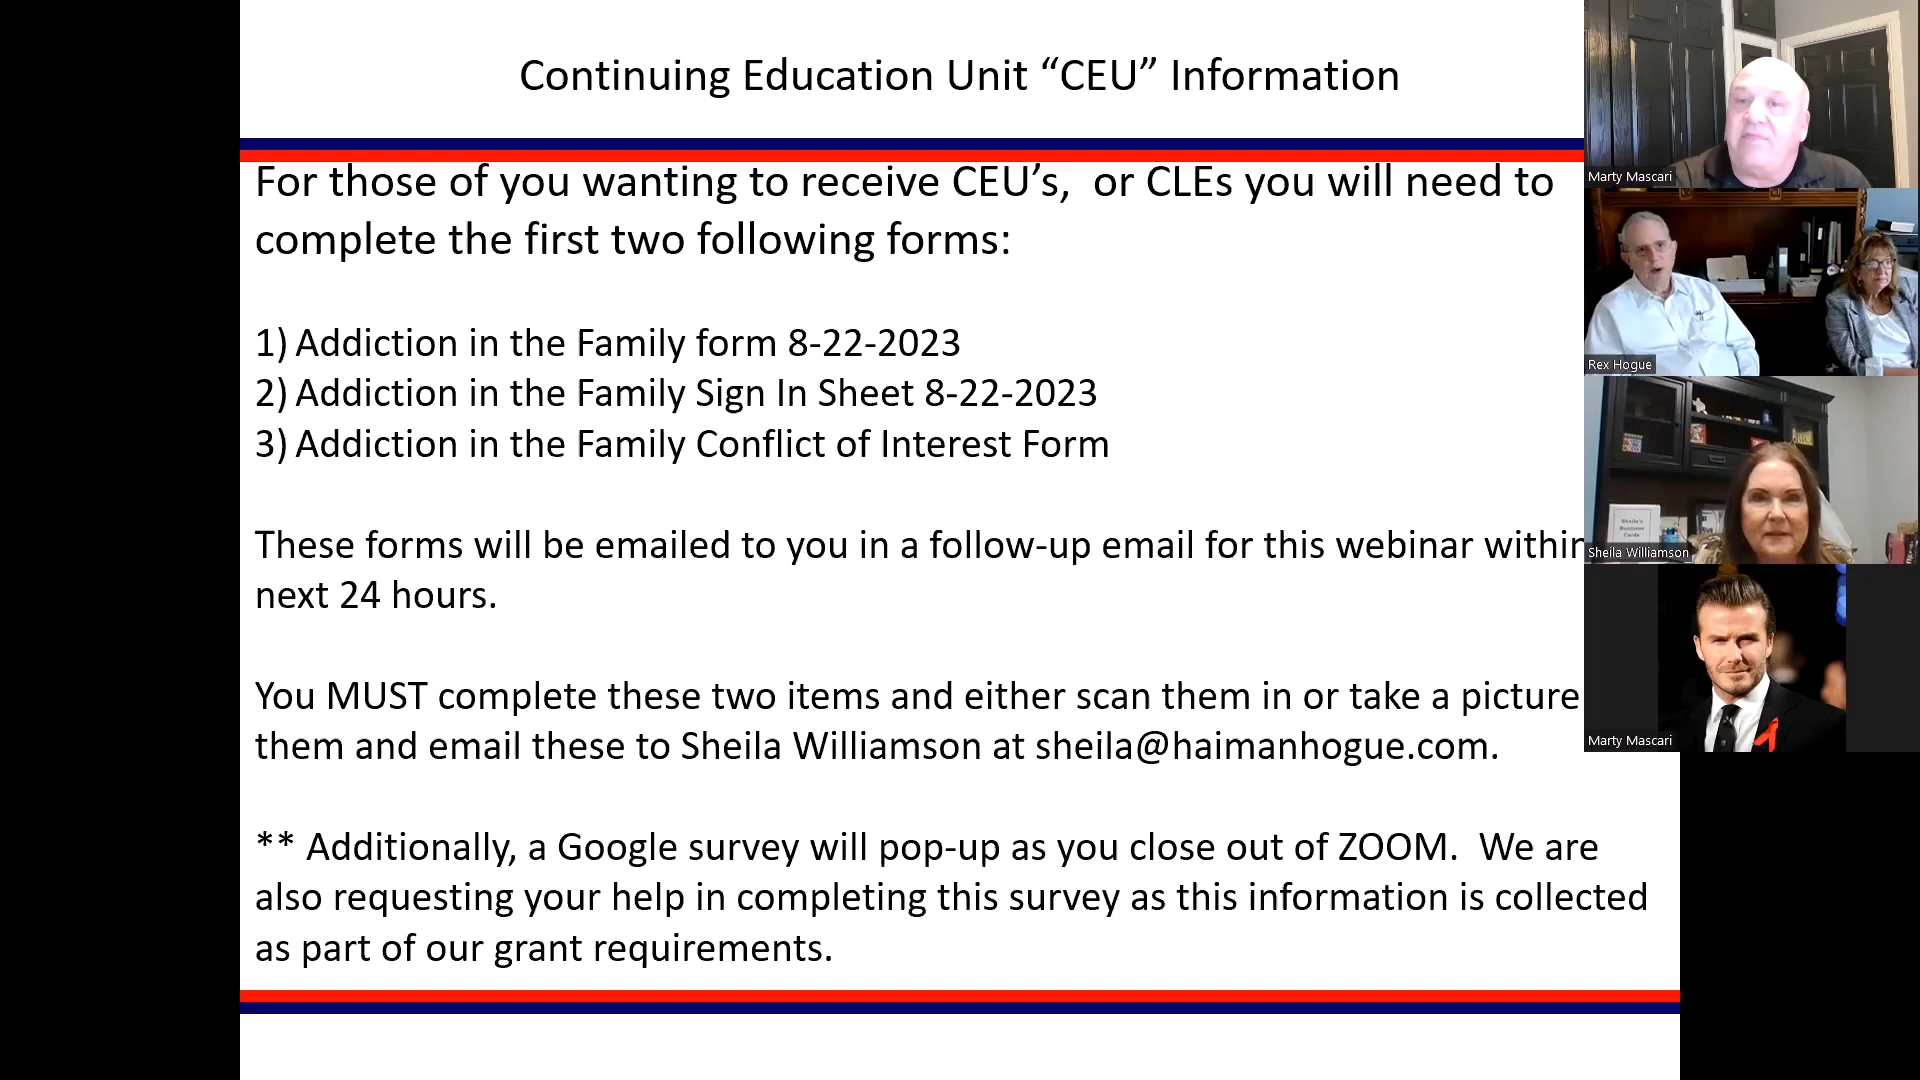 Continuing Education Unit “CEU” Information
For those of you wanting to receive CEU’s,  or CLEs you will need to
complete the first two following forms:
1) Addiction in the Family form 8-22-2023
2) Addiction in the Family Sign In Sheet 8-22-2023
3) Addiction in the Family Conflict of Interest Form
These forms will be emailed to you in a follow-up email for this webinar within
next 24 hours.
You MUST complete these two items and either scan them in or take a picture
them and email these to Sheila Williamson at sheila@haimanhogue.com.
** Additionally, a Google survey will pop-up as you close out of ZOOM.  We are
also requesting your help in completing this survey as this information is collected
as part of our grant requirements.
Marty Mascari
Rex Hogue
Sheila's
Business
Cards
Sheila Williamson
Marty Mascari